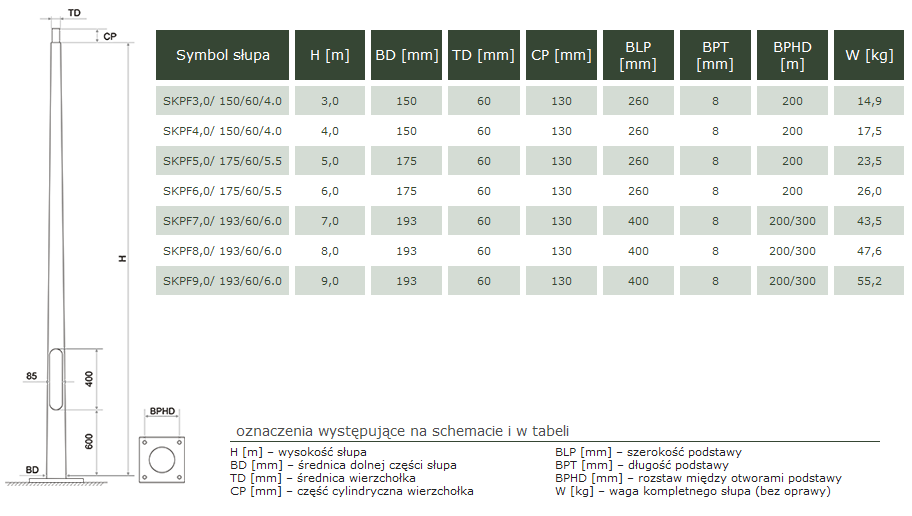 TD
CP
H
85
400
600
BD
BPHD
Symbol słupa H [m] BD [mm] TD [mm] CP [mm] BLP [mm] BPT [mm] BPHD [m] W [kg]
SKPF3,0/ 150/60/4.0 3,0 150 60 130 260 8 200 14,9
SKPF4,0/ 150/60/4.0 4,0 150 60 130 260 8 200 17,5
SKPF5,0/ 175/60/5.5 5,0 175 60 130 260 8 200 23,5
SKPF6,0/ 175/60/5.5 6,0 175 60 130 260 8 200 26,0
SKPF7,0/ 193/60/6.0 7,0 193 60 130 400 8 200/300 43,5
SKPF8,0/ 193/60/6.0 8,0 193 60 130 400 8 200/300 47,6
SKPF9,0/ 193/60/6.0 9,0 193 60 130 400 8 200/300 55,2
oznaczenia występujące na schemacie i w tabeli
H [m] – wysokość słupa
BD [mm] – średnica dolnej części słupa
TD [mm] – średnica wierzchołka
CP [mm] – część cylindryczna wierzchołka
BLP [mm] – szerokość podstawy
BPT [mm] – długość podstawy
BPHD [mm] – rozstaw między otworami podstawy
W [kg] – waga kompletnego słupa (bez oprawy)